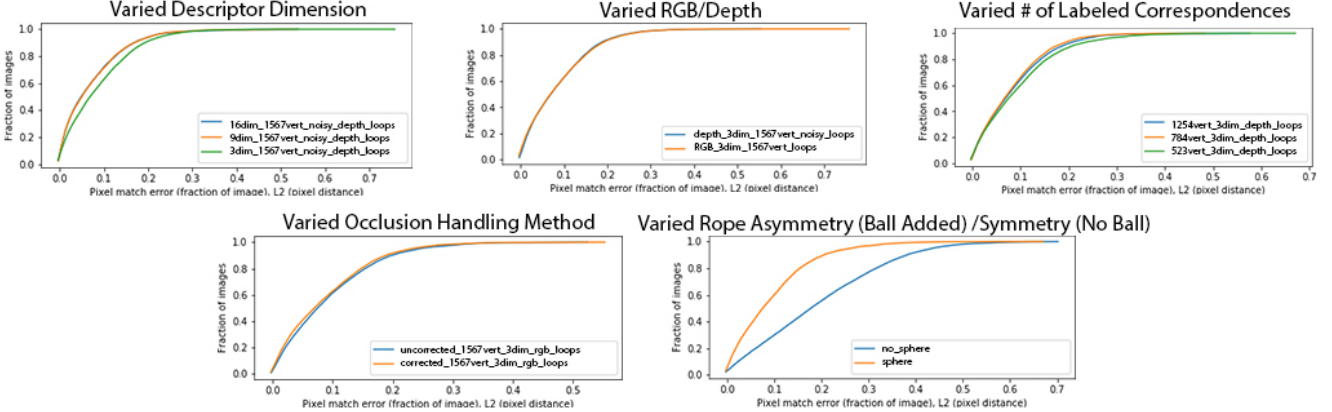 Varied Descriptor Dimension
Fraction of images
1.0
0.8
0.6
0.4
0.2
0.0
16dim_1567vert_noisy_depth_loops
9dim_1567vert_noisy_depth_loops
3dim_1567vert_noisy_depth_loops
0.0 0.1 0.2 0.3 0.4 0.5 0.6 0.7
Pixel match error (fraction of image), L2 (pixel distance)
Varied RGB/Depth
Fraction of images
1.0
0.8
0.6
0.4
0.2
0.0
depth_3dim_1567vert_noisy_loops
RGB_3dim_1567vert_loops
0.0 0.1 0.2 0.3 0.4 0.5 0.6 0.7
Pixel match error (fraction of image), L2 (pixel distance)
Varied # of Labeled Correspondences
Fraction of images
1.0
0.8
0.6
0.4
0.2
0.0
1254vert_3dim_depth_loops
784vert_3dim_depth_loops
523vert_3dim_depth_loops
0.0 0.1 0.2 0.3 0.4 0.5 0.6 0.7
Pixel match error (fraction of image), L2 (pixel distance)
Varied Occlusion Handling Method
Fraction of images
1.0
0.8
0.6
0.4
0.2
0.0
uncorrected_1567vert_3dim_rgb_loops
corrected_1567vert_3dim_rgb_loops
0.0 0.1 0.2 0.3 0.4 0.5
Pixel match error (fraction of image), L2 (pixel distance)
Varied Rope Asymmetry (Ball Added) /Symmetry (No Ball)
Fraction of images
1.0
0.8
0.6
0.4
0.2
0.0
no_sphere
sphere
0.0 0.1 0.2 0.3 0.4 0.5 0.6 0.7
Pixel match error (fraction of image), L2 (pixel distance)